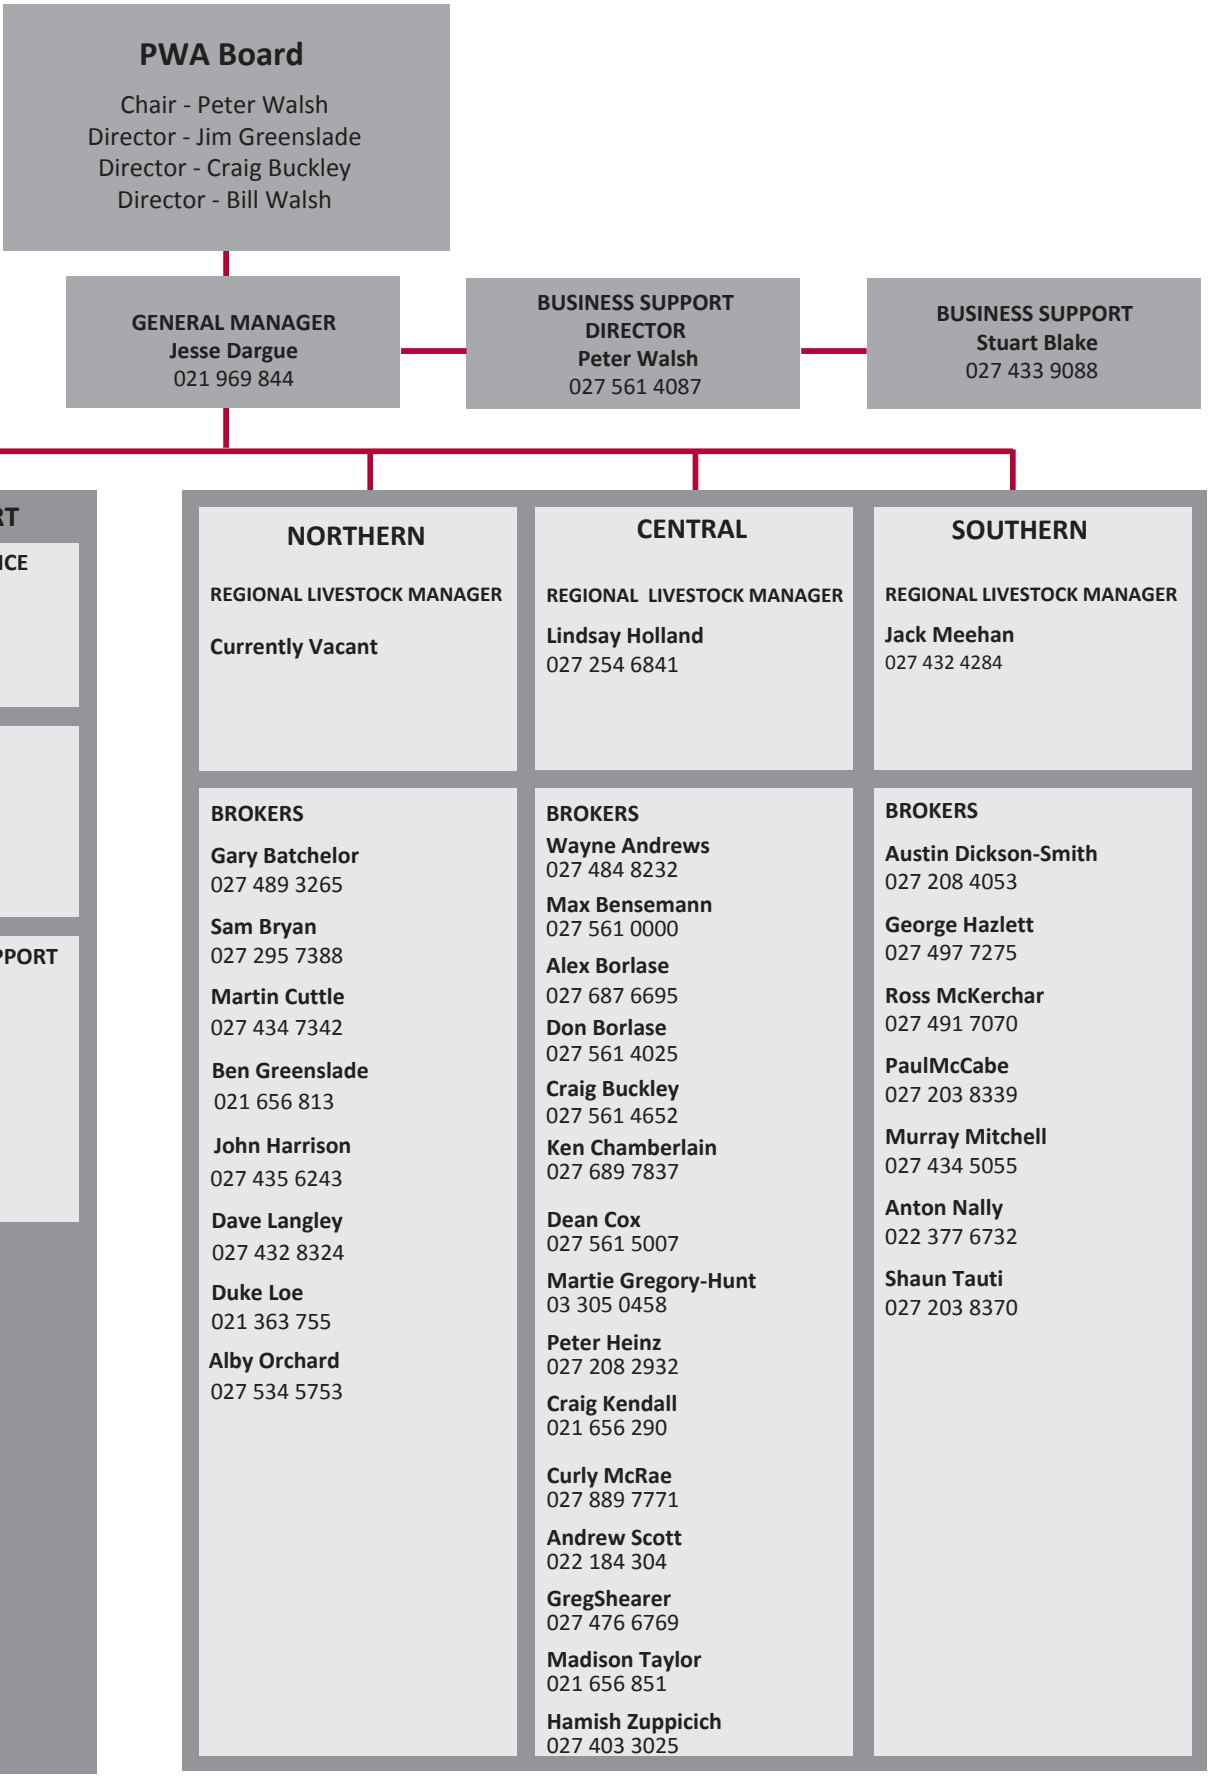 PWA Board
Chair - Peter Walsh
Director - Jim Greenslade
Director - Craig Buckley
Director - Bill Walsh
GENERAL MANAGER
Jesse Dargue
021 969 844
BUSINESS SUPPORT
DIRECTOR
Peter Walsh
027 561 4087
BUSINESS SUPPORT
Stuart Blake
027 433 9088
RT
ICE
PPORT
NORTHERN
REGIONAL LIVESTOCK MANAGER
Currently Vacant
BROKERS
Gary Batchelor
027 489 3265
Sam Bryan
027 295 7388
Martin Cuttle
027 434 7342
Ben Greenslade
021 656 813
John Harrison
027 435 6243
Dave Langley
027 432 8324
Duke Loe
021 363 755
Alby Orchard
027 534 5753
CENTRAL
REGIONAL LIVESTOCK MANAGER
Lindsay Holland
027 254 6841
BROKERS
Wayne Andrews
027 484 8232
Max Bensemann
027 561 0000
Alex Borlase
027 687 6695
Don Borlase
027 561 4025
Craig Buckley
027 561 4652
Ken Chamberlain
027 689 7837
Dean Cox
027 561 5007
Martie Gregory-Hunt
03 305 0458
Peter Heinz
027 208 2932
Craig Kendall
021 656 290
Curly McRae
027 889 7771
Andrew Scott
022 184 304
GregShearer
027 476 6769
Madison Taylor
021 656 851
Hamish Zuppicich
027 403 3025
SOUTHERN
REGIONAL LIVESTOCK MANAGER
Jack Meehan
027 432 4284
BROKERS
Austin Dickson-Smith
027 208 4053
George Hazlett
027 497 7275
Ross McKerchar
027 491 7070
PaulMcCabe
027 203 8339
Murray Mitchell
027 434 5055
Anton Nally
022 377 6732
Shaun Tauti
027 203 8370